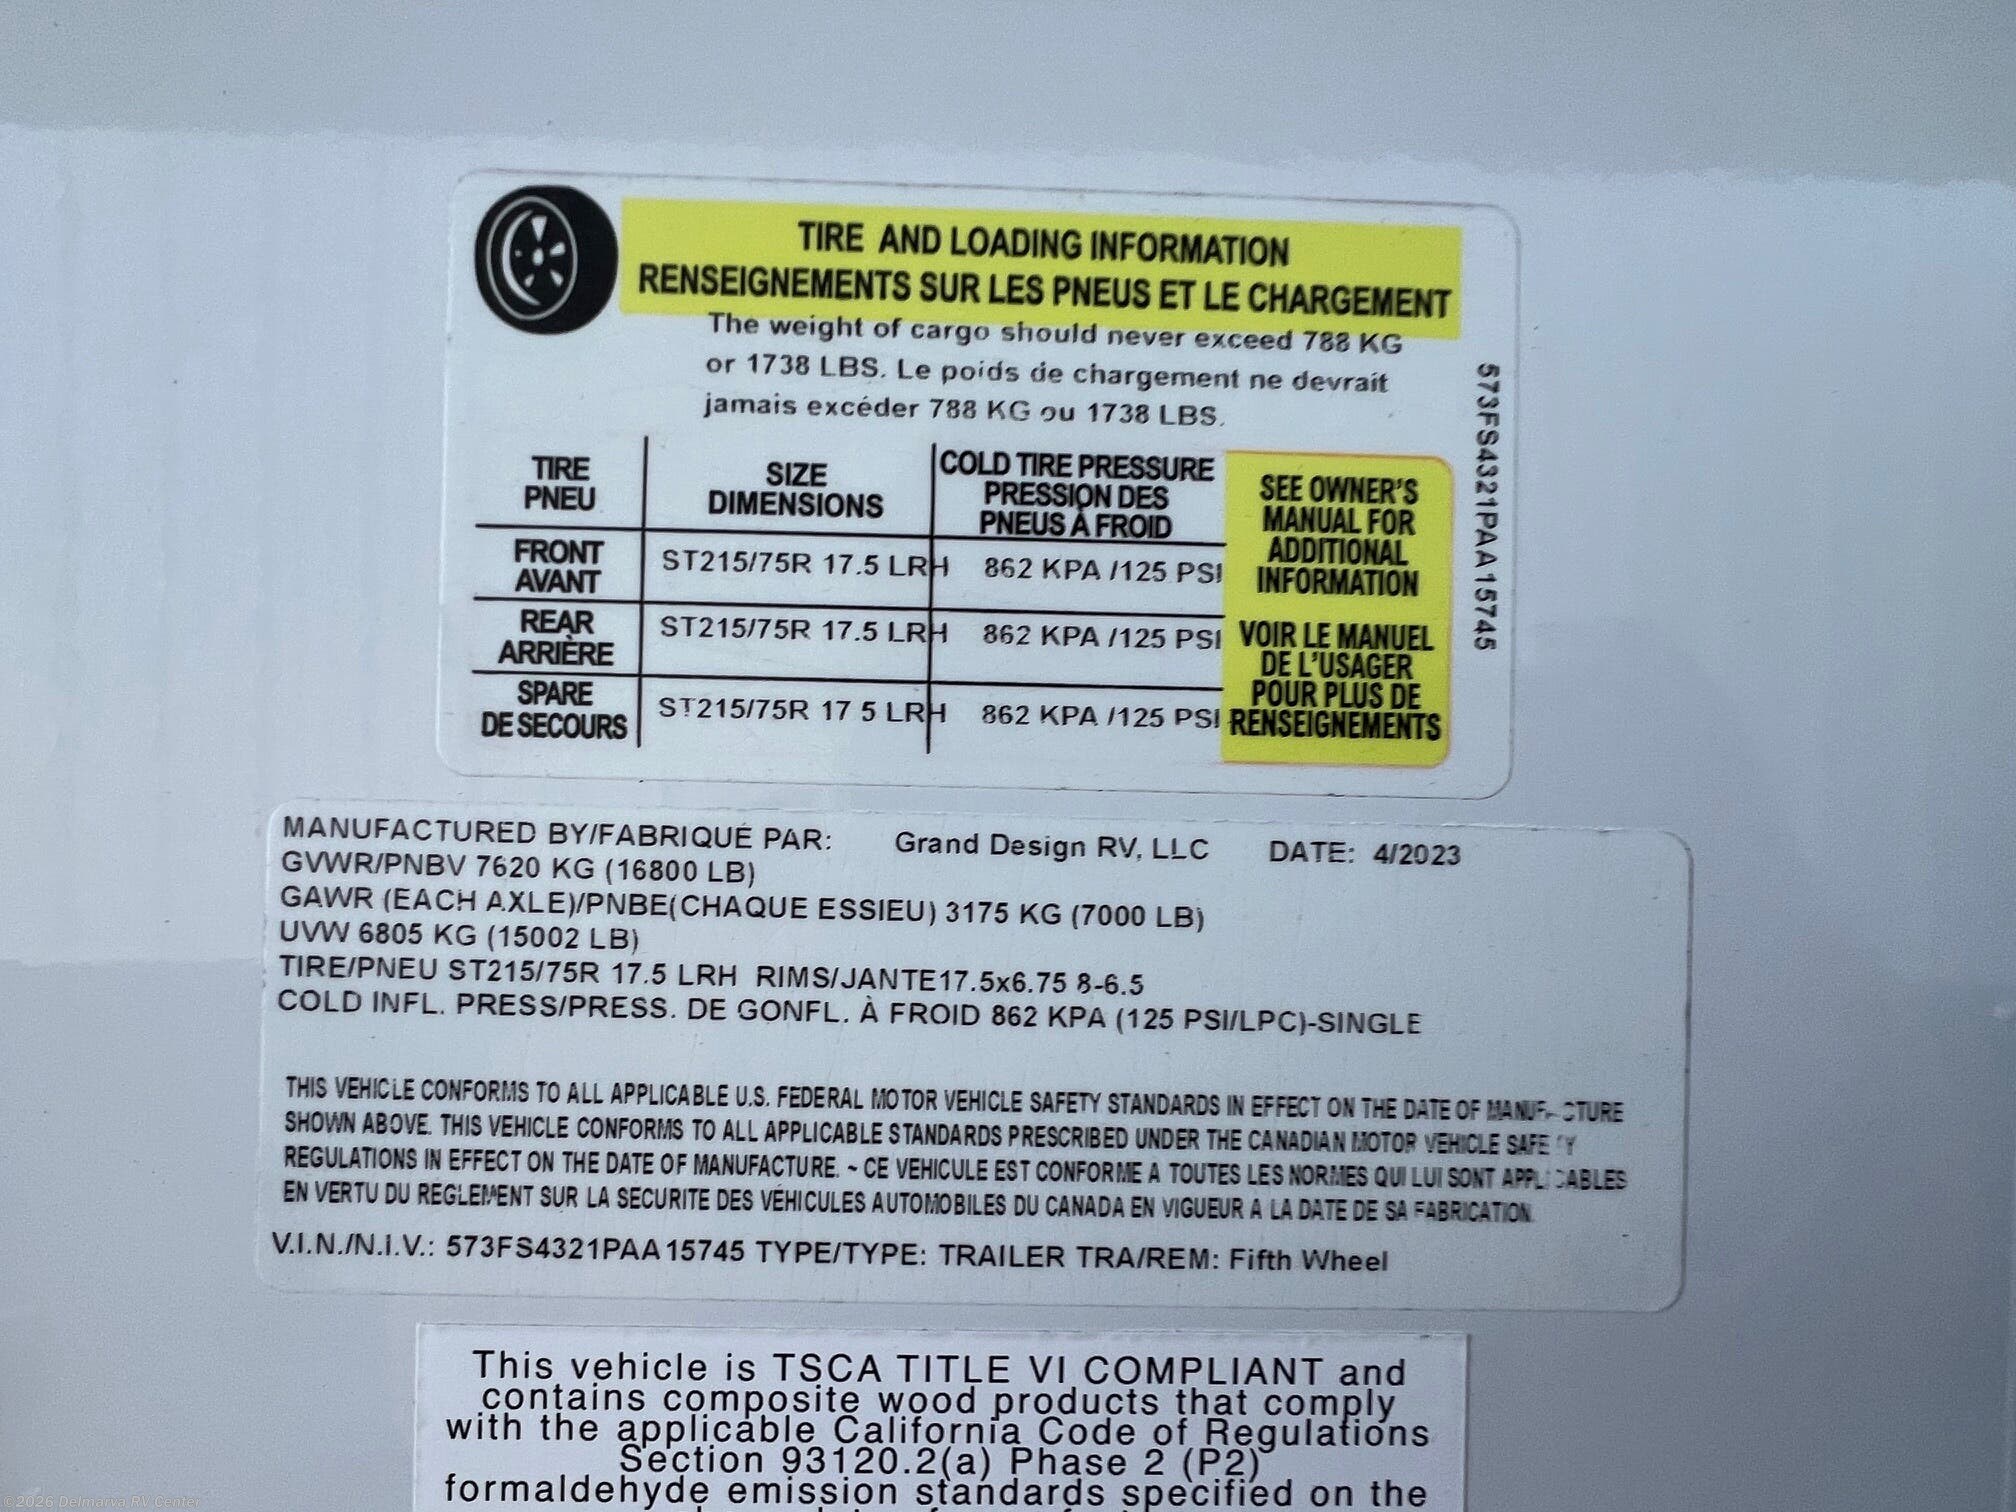 TIRE AND LOADING INFORMATION
RENSEIGNEMENTS SUR LES PNEUS ET LE CHARGEMENT
The weight of cargo should never exceed 788 KG
or 1738 LBS. Le poids de chargement ne devrait
jamais excéder 788 KG ou 1738 LBS.
TIRE
PNEU
SIZE
DIMENSIONS
COLD TIRE PRESSURE
PRESSION DES
PNEUS À FROID
FRONT
AVANT
ST215/75R 17.5 LRH
862 KPA /125 PSI
REAR
ARRIÈRE
ST215/75R 17.5 LRH
862 KPA /125 PSI
SPARE
DE SECOURS
ST215/75R 17 5 LRH
862 KPA /125 PSI
SEE OWNER'S
MANUAL FOR
ADDITIONAL
INFORMATION
VOIR LE MANUEL
DE L'USAGER
POUR PLUS DE
RENSEIGNEMENTS
573FS4321PAA15745
MANUFACTURED BY/FABRIQUÉ PAR: Grand Design RV, LLC DATE: 4/2023
GVWR/PNBV 7620 KG (16800 LB)
GAWR (EACH AXLE)/PNBE(CHAQUE ESSIEU) 3175 KG (7000 LB)
UVW 6805 KG (15002 LB)
TIRE/PNEU ST215/75R 17.5 LRH RIMS/JANTE17.5x6.75 8-6.5
COLD INFL. PRESS/PRESS. DE GONFL. À FROID 862 KPA (125 PSI/LPC)-SINGLE
THIS VEHICLE CONFORMS TO ALL APPLICABLE U.S. FEDERAL MOTOR VEHICLE SAFETY STANDARDS IN EFFECT ON THE DATE OF MANUFACTURE
SHOWN ABOVE. THIS VEHICLE CONFORMS TO ALL APPLICABLE STANDARDS PRESCRIBED UNDER THE CANADIAN MOTOR VEHICLE SAFETY
REGULATIONS IN EFFECT ON THE DATE OF MANUFACTURE. ~ CE VEHICULE EST CONFORME A TOUTES LES NORMES QUI LUI SONT APPLICABLES
EN VERTU DU REGLEMENT SUR LA SECURITE DES VÉHICULES AUTOMOBILES DU CANADA EN VIGUEUR A LA DATE DE SA FABRICATION
V.I.N./N.I.V.: 573FS4321PAA15745 TYPE/TYPE: TRAILER TRA/REM: Fifth Wheel
This vehicle is TSCA TITLE VI COMPLIANT and
contains composite wood products that comply
with the applicable California Code of Regulations
Section 93120.2(a) Phase 2 (P2)
formaldehyde emission standards specified on the
©2026 Delmarva RV Center